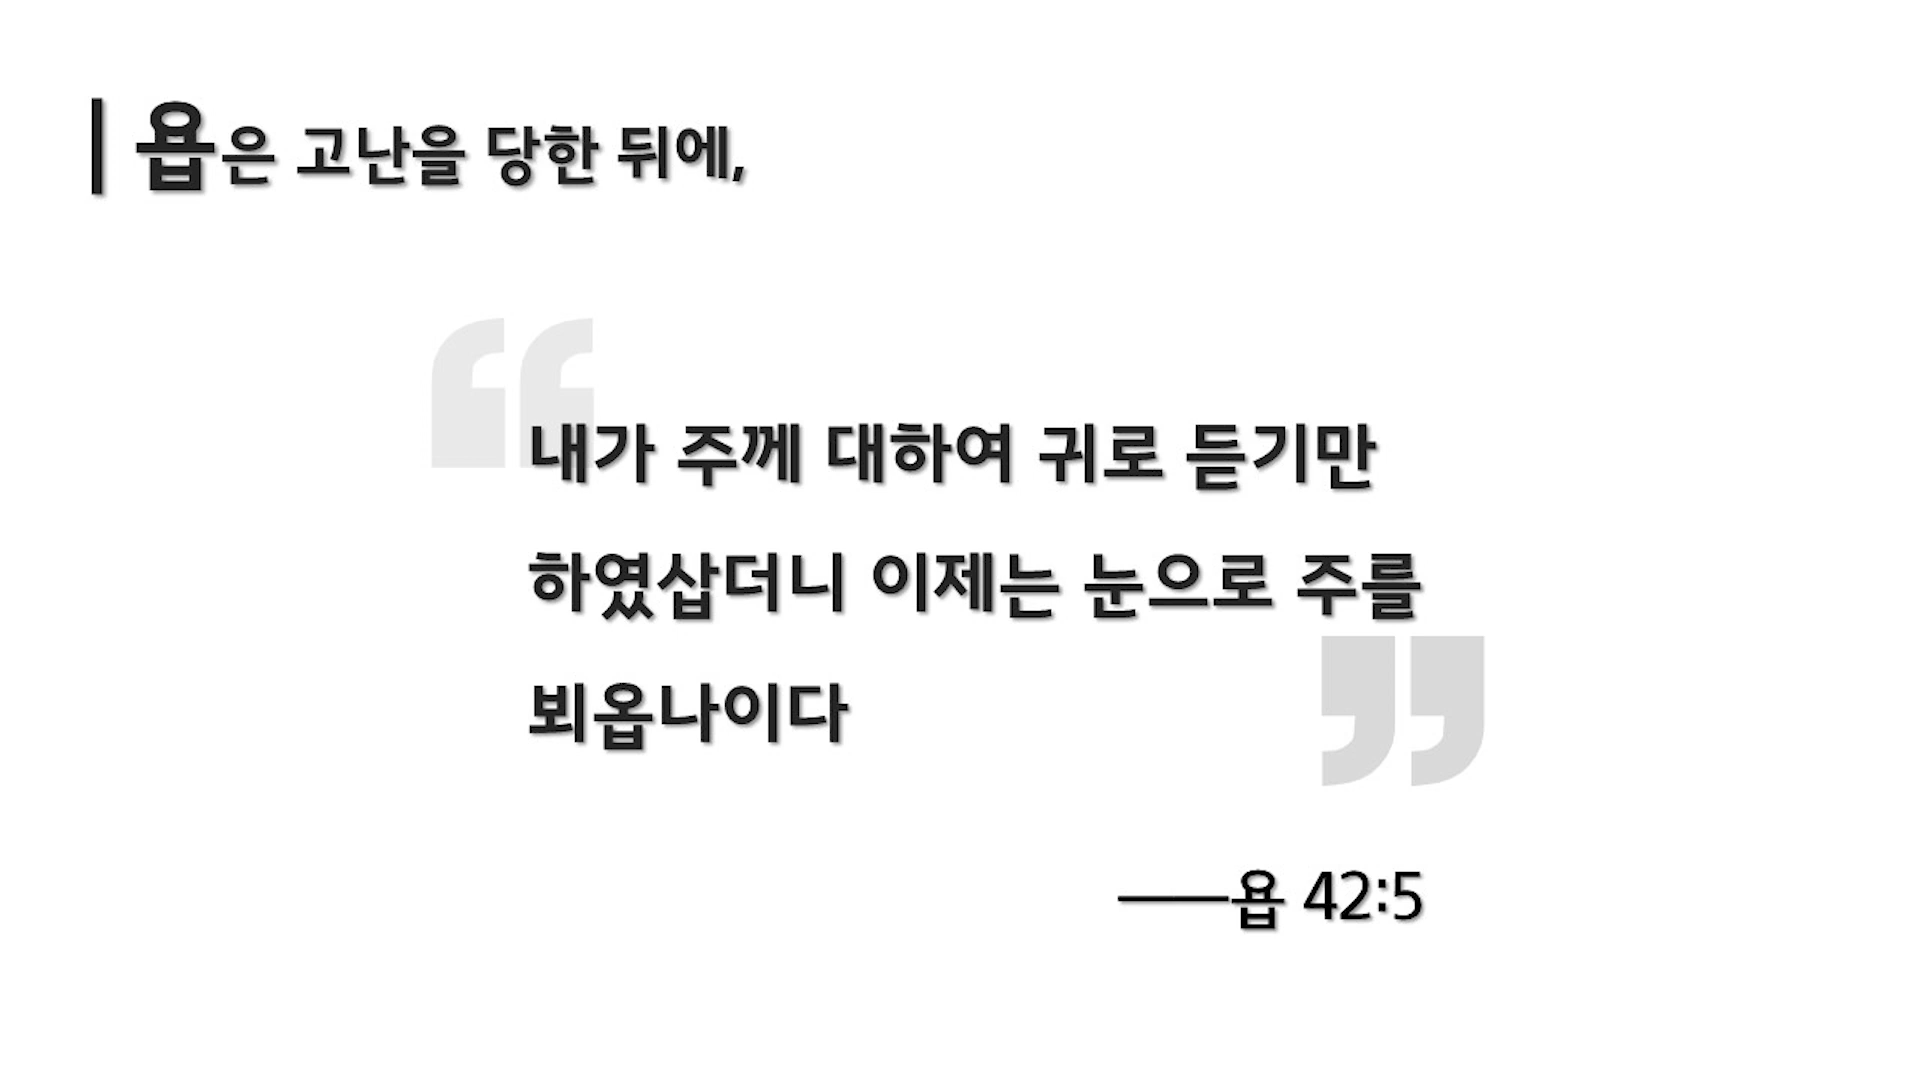 욥은 고난을 당한 뒤에,
내가 주께 대하여 귀로 듣기만
하였삽더니 이제는 눈으로 주를
뵈옵나이다
──욥 42:5